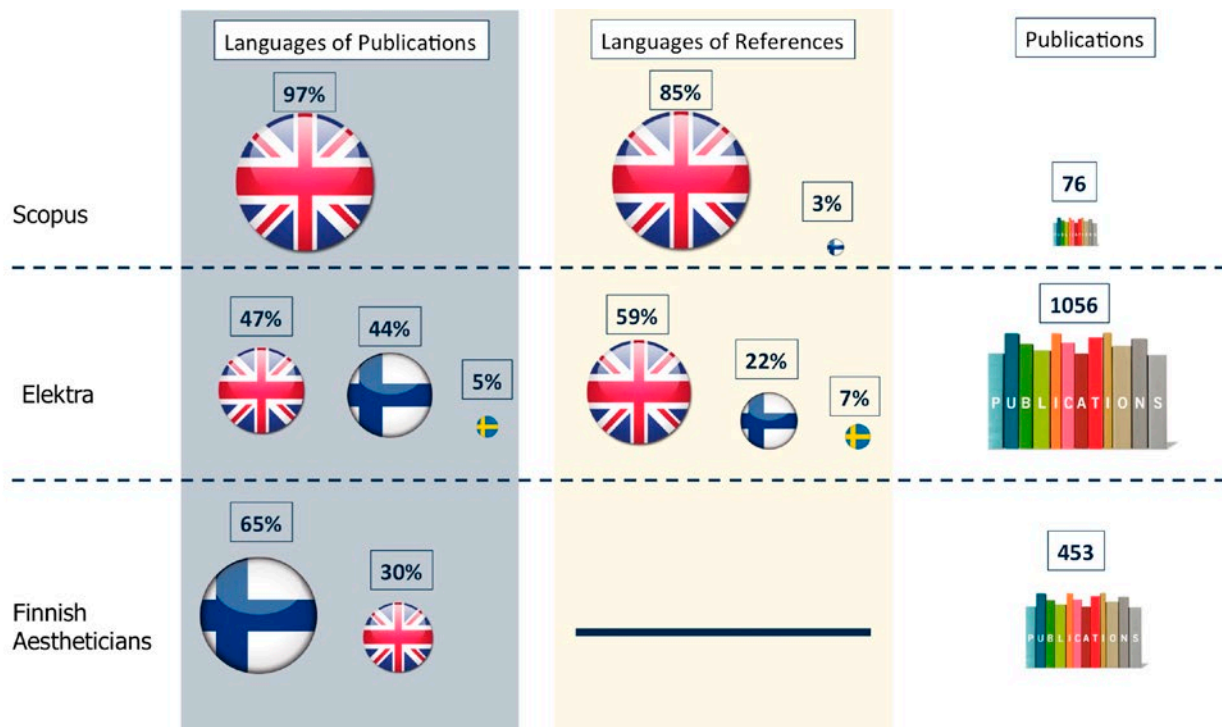 Languages of Publications
Languages of References
Publications
97%
85%
3%
76
Scopus
PUBLICATIONS
47%
44%
5%
59%
22%
7%
1056
Elektra
PUBLICATIONS
65%
30%
453
Finnish
Aestheticians
PUBLICATIONS